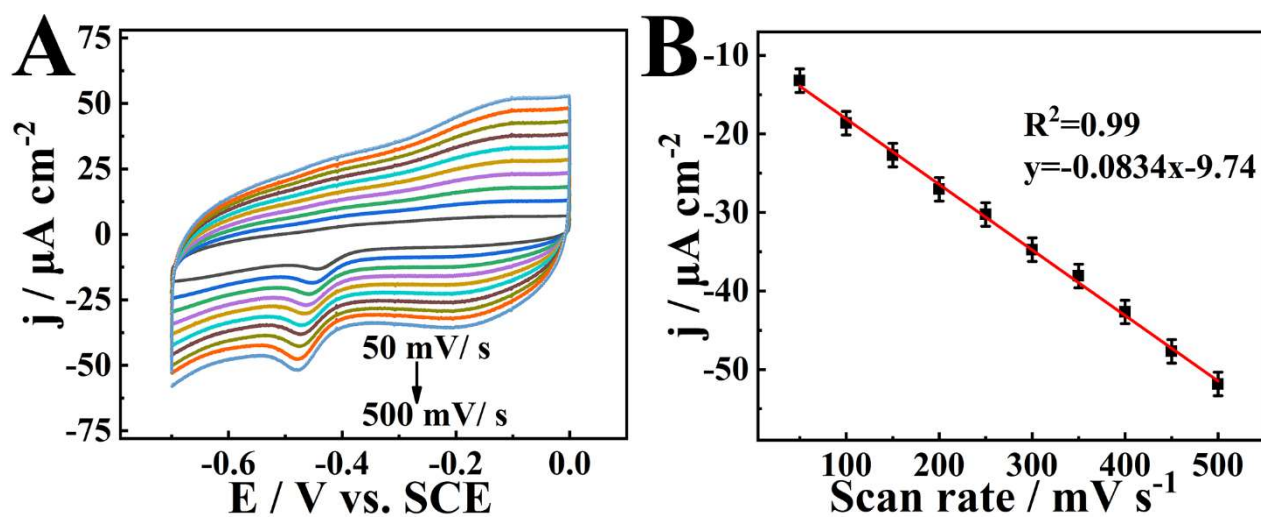 A
75
50
25
0
-25
-50
-75
j / μA cm-2
50 mV/ s
500 mV/ s
-0.6
-0.4
-0.2
0.0
E / V vs. SCE
B
-10
-20
-30
-40
-50
j / μA cm-2
R2=0.99
y=-0.0834x-9.74
100
200
300
400
500
Scan rate / mV s-1